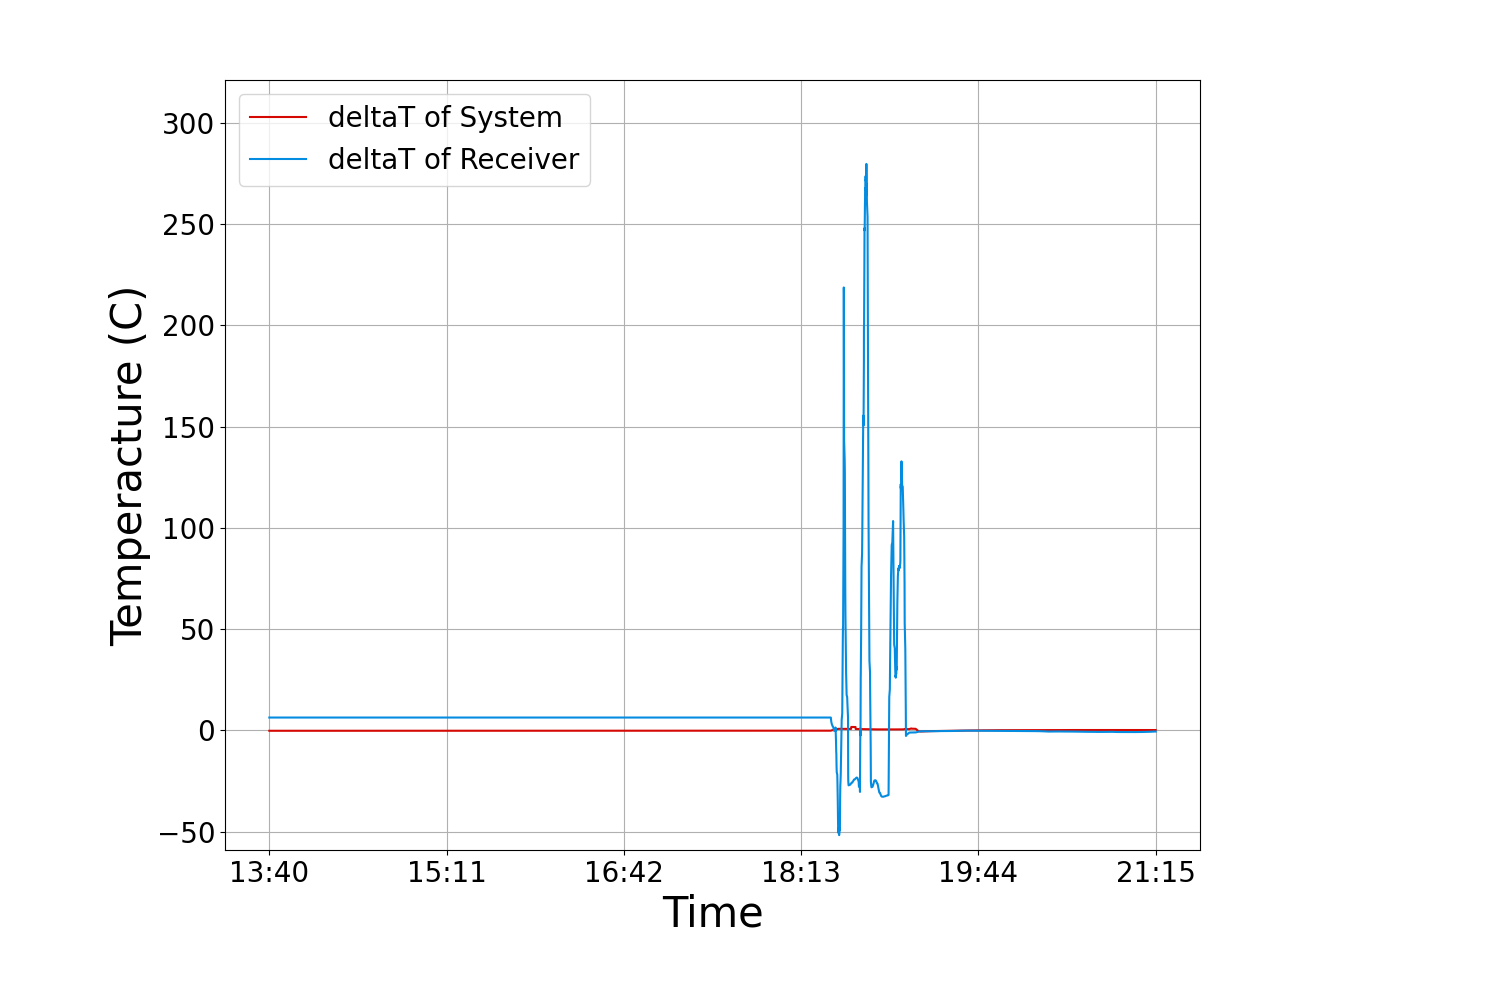 deltaT of System
deltaT of Receiver
300
250
200
150
100
50
0
−50
Temperacture (C)
13:40 15:11 16:42 18:13 19:44 21:15
Time